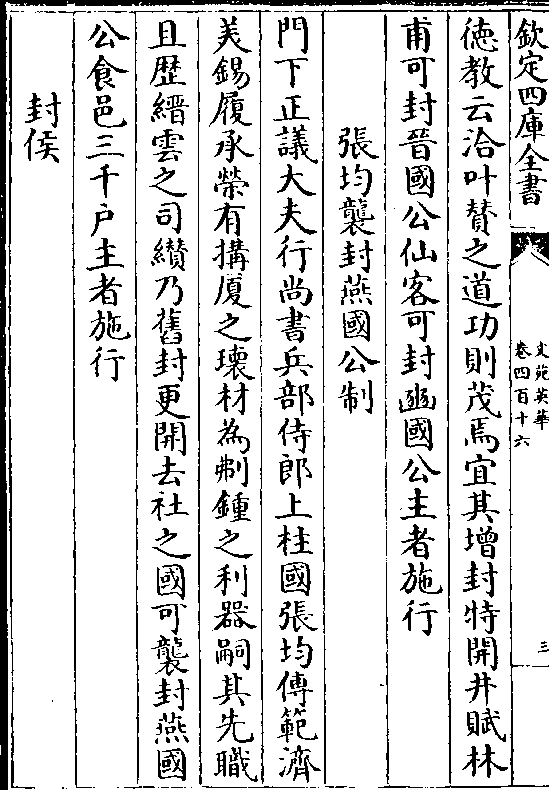 欽定四庫全書
文苑英華
卷四百十六
三
徳教云洽叶賛之道功則茂焉宜其增封特開井賦林
甫可封晉國公仙客可封豳國公主者施行
張均襲封燕國公制
門下正議大夫行尚書兵部侍郎上柱國張均傳範濟
美錫履承榮有搆厦之瓌材為剸鍾之利器嗣其先職
且歴縉雲之司纉乃舊封更開去社之國可襲封燕國
公食邑三千户主者施行
封侯